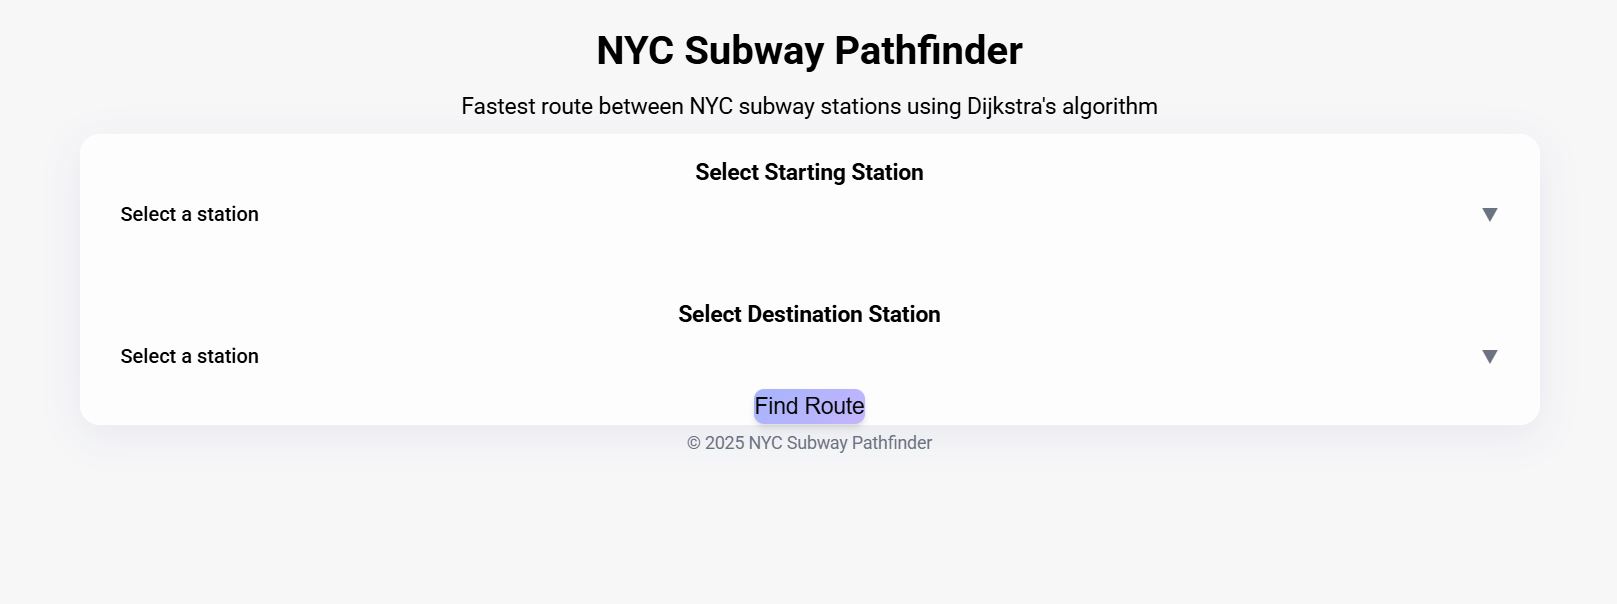 NYC Subway Pathfinder
Fastest route between NYC subway stations using Dijkstra's algorithm
Select Starting Station
Select a station
Select Destination Station
Select a station
Find Route
© 2025 NYC Subway Pathfinder